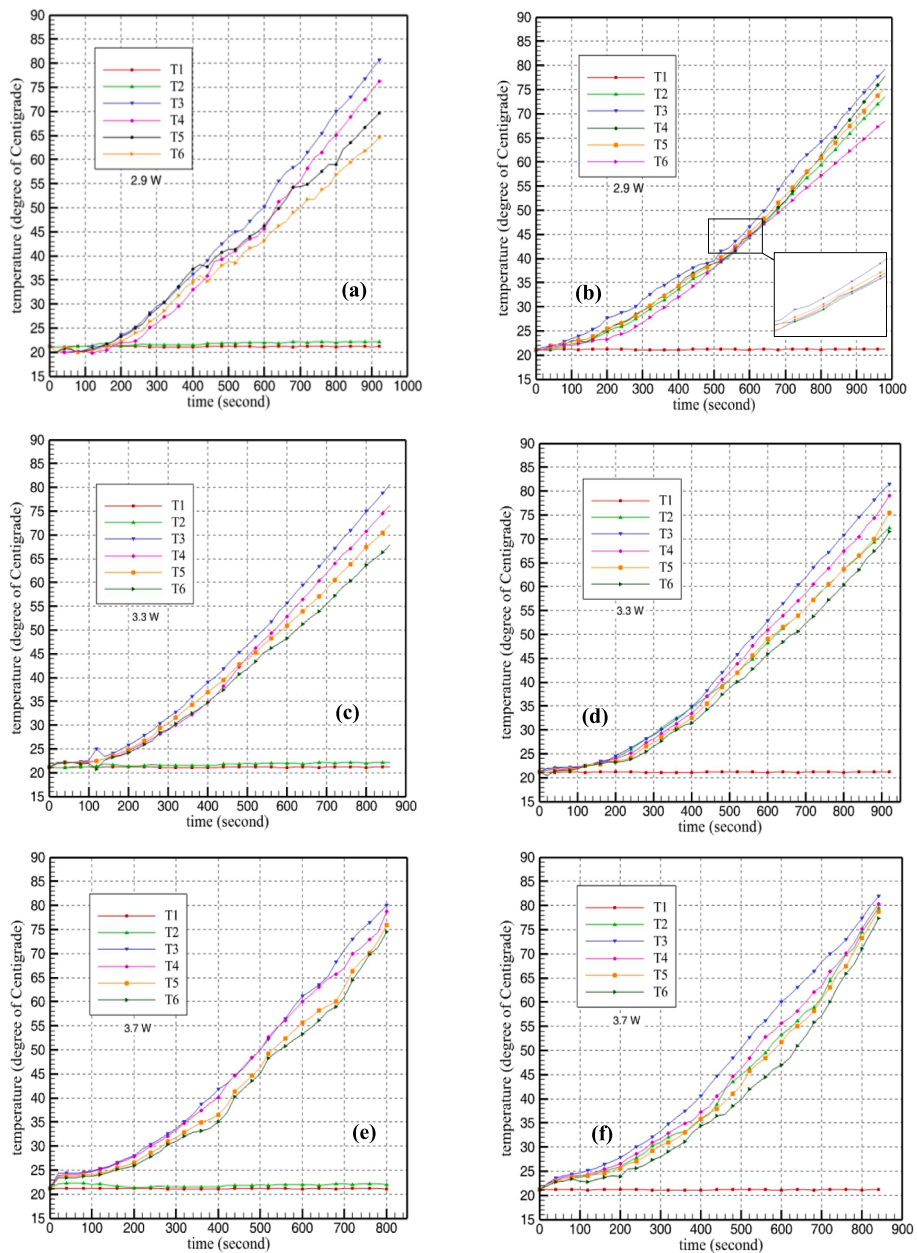 90
85
80
75
70
65
60
55
50
45
40
35
30
25
20
15
temperature (degree of Centigrade)
T1
T2
T3
T4
T5
T6
2.9 W
(a)
0 100 200 300 400 500 600 700 800 900 1000
time (second)
90
85
80
75
70
65
60
55
50
45
40
35
30
25
20
15
temperature (degree of Centigrade)
T1
T2
T3
T4
T5
T6
2.9 W
(b)
0 100 200 300 400 500 600 700 800 900 1000
time (second)
90
85
80
75
70
65
60
55
50
45
40
35
30
25
20
15
temperature (degree of Centigrade)
T1
T2
T3
T4
T5
T6
3.3 W
(c)
0 100 200 300 400 500 600 700 800 900
time (second)
90
85
80
75
70
65
60
55
50
45
40
35
30
25
20
15
temperature (degree of Centigrade)
T1
T2
T3
T4
T5
T6
3.3 W
(d)
0 100 200 300 400 500 600 700 800 900
time (second)
90
85
80
75
70
65
60
55
50
45
40
35
30
25
20
15
temperature (degree of Centigrade)
T1
T2
T3
T4
T5
T6
3.7 W
(e)
0 100 200 300 400 500 600 700 800
time (second)
90
85
80
75
70
65
60
55
50
45
40
35
30
25
20
15
temperature (degree of Centigrade)
T1
T2
T3
T4
T5
T6
3.7 W
(f)
0 100 200 300 400 500 600 700 800 900
time (second)